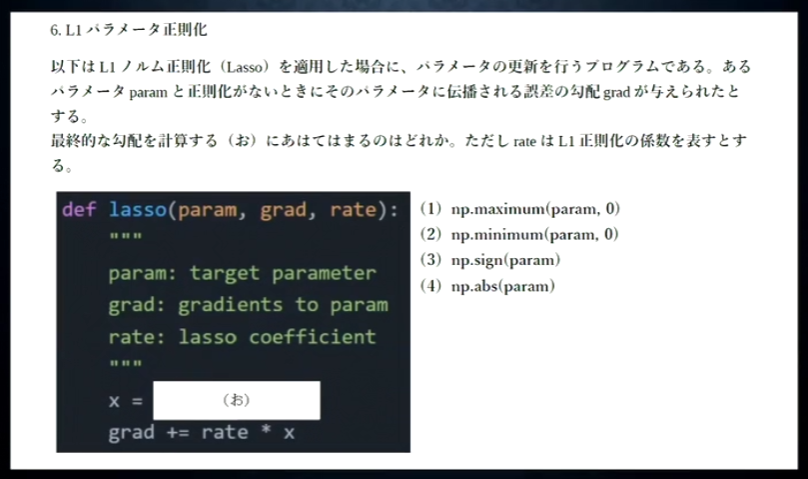 6. L1 パラメータ正則化
以下は L1 ノルム正則化（Lasso）を適用した場合に、パラメータの更新を行うプログラムである。ある
パラメータ param と正則化がないときにそのパラメータに伝播される誤差の勾配 grad が与えられたと
する。
最終的な勾配を計算する（お）にあてはまるのはどれか。ただし rate は L1 正則化の係数を表すとす
る。
def lasso(param, grad, rate):
"""
param: target parameter
grad: gradients to param
rate: lasso coefficient
"""
x = （お）
grad += rate * x
(1) np.maximum(param, 0)
(2) np.minimum(param, 0)
(3) np.sign(param)
(4) np.abs(param)